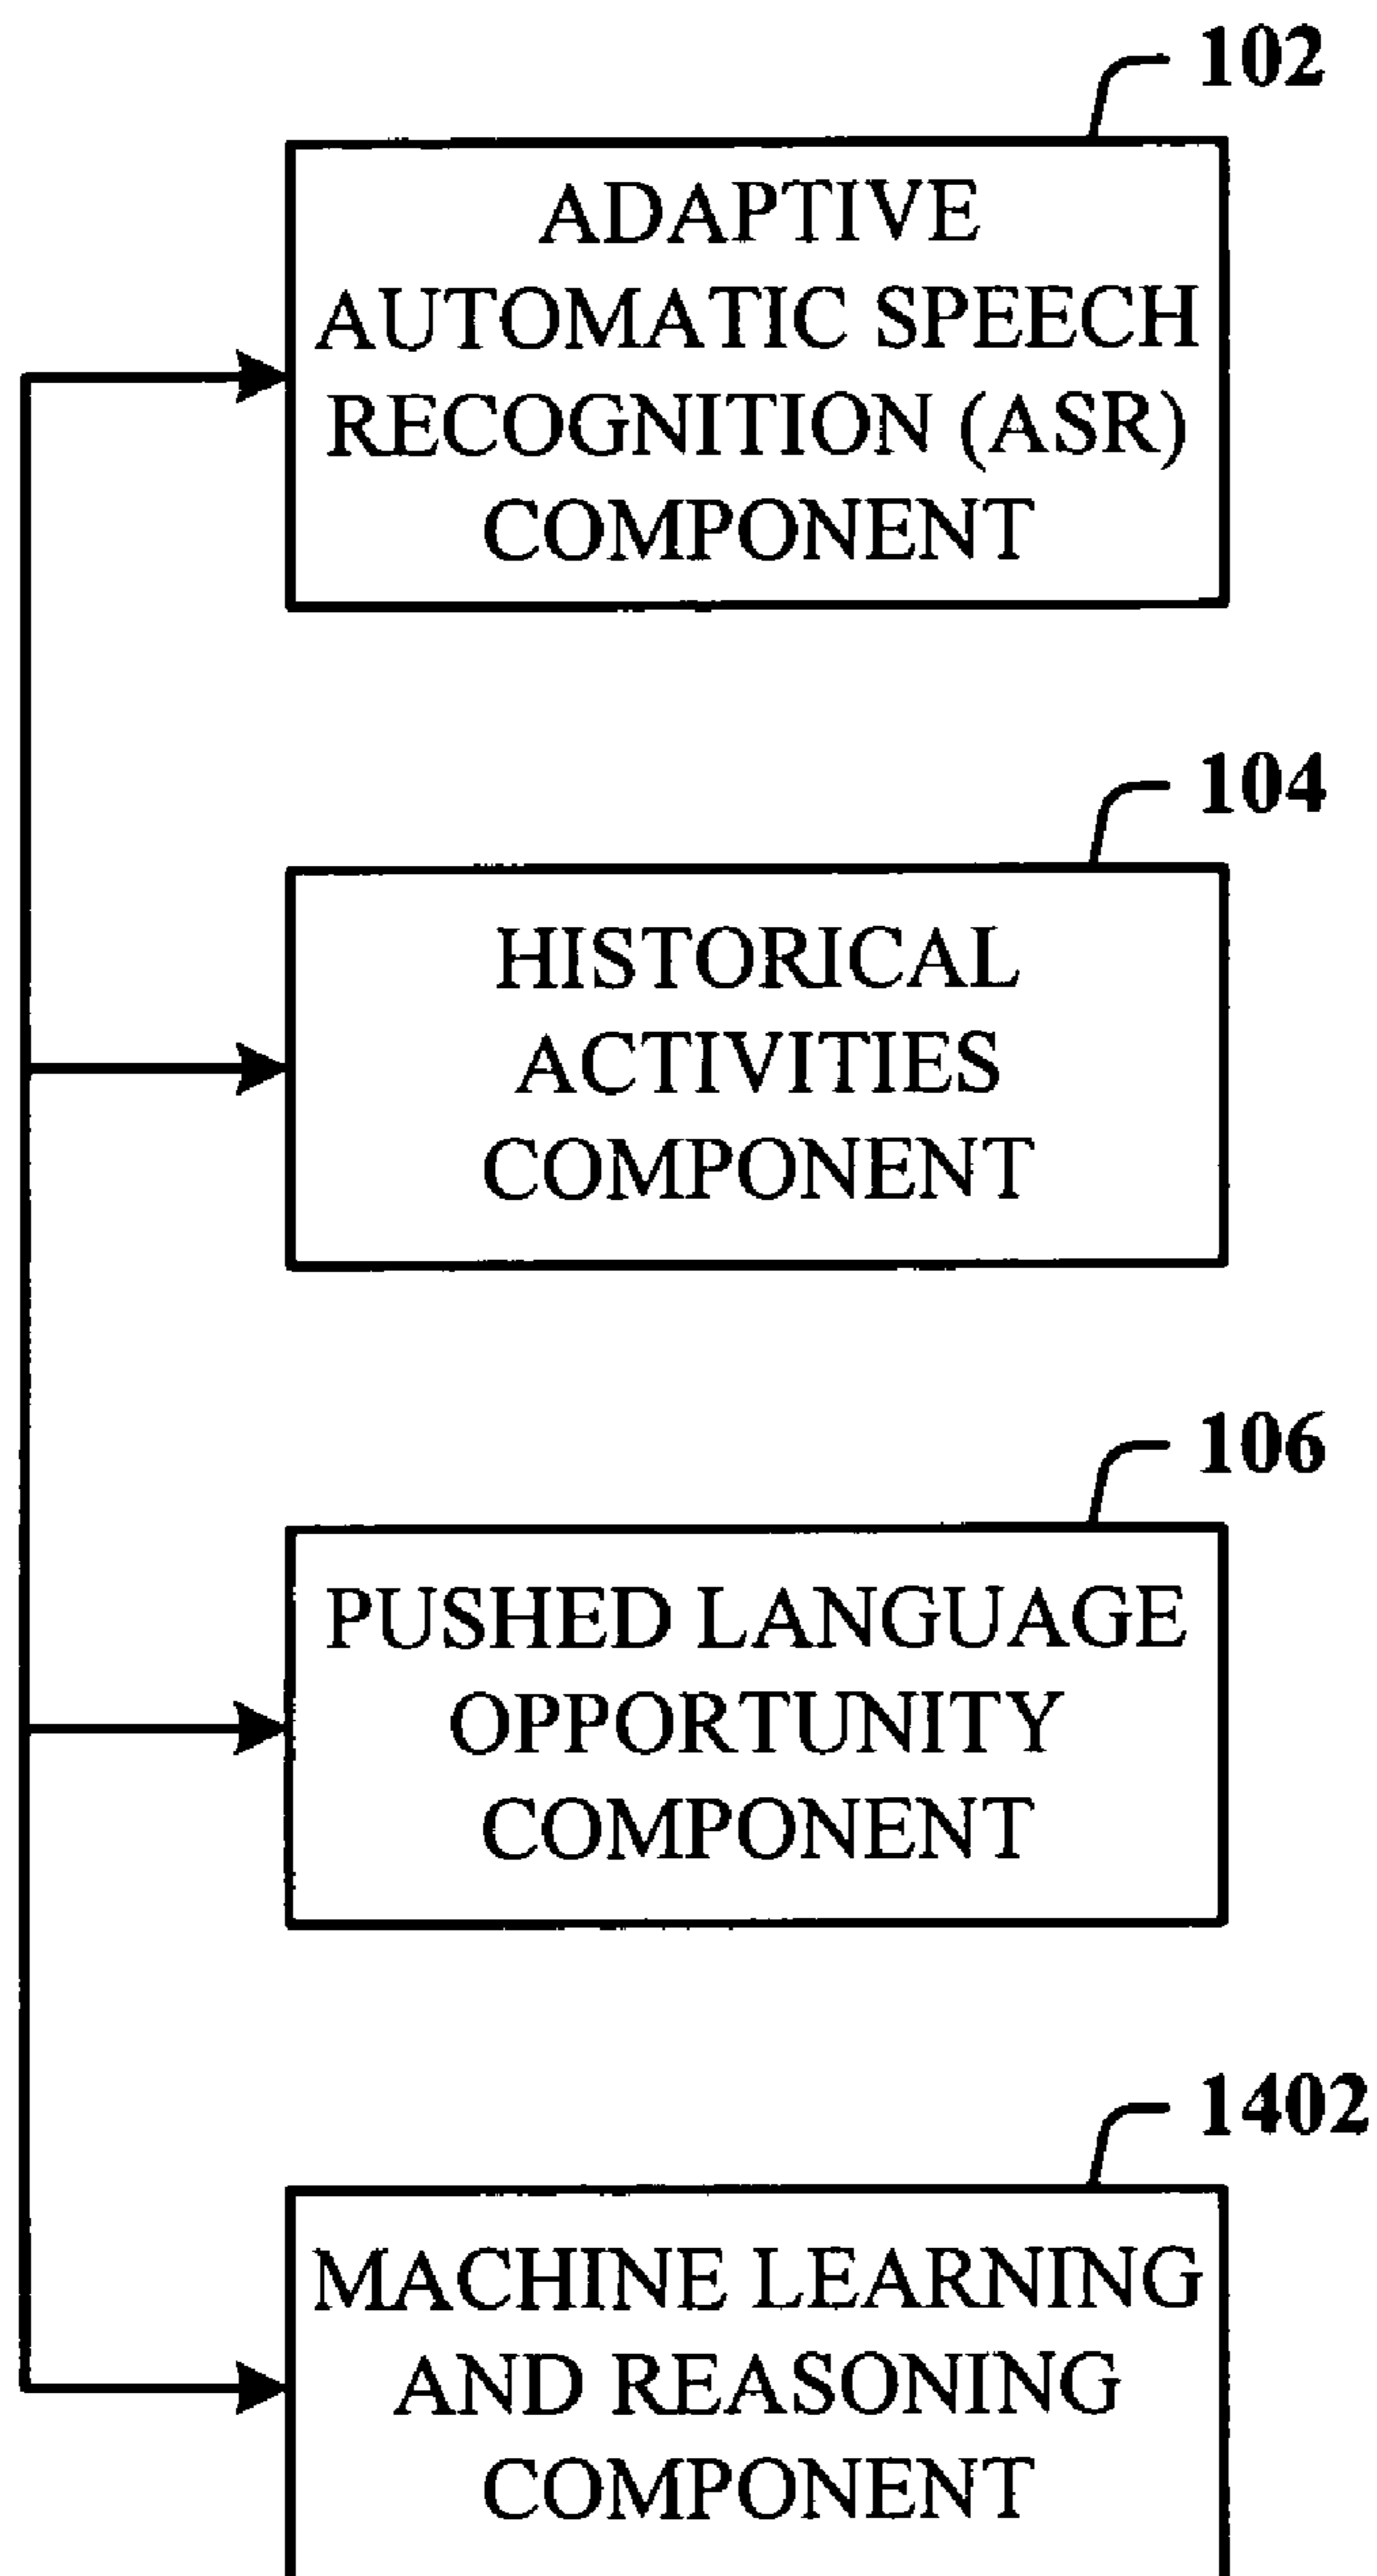 102
ADAPTIVE
AUTOMATIC SPEECH
RECOGNITION (ASR)
COMPONENT
104
HISTORICAL
ACTIVITIES
COMPONENT
106
PUSHED LANGUAGE
OPPORTUNITY
COMPONENT
1402
MACHINE LEARNING
AND REASONING
COMPONENT